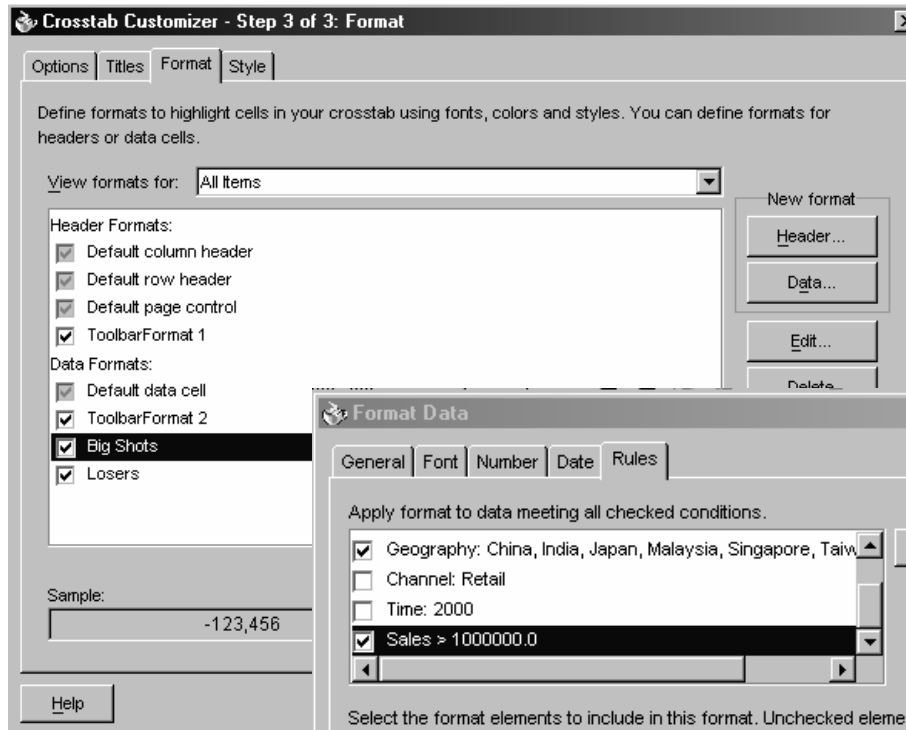 Crosstab Customizer - Step 3 of 3: Format
Options Titles Format Style
Define formats to highlight cells in your crosstab using fonts, colors and styles. You can define formats for
headers or data cells.
View formats for: All Items
New format
Header...
Data...
Edit...
Delete
Header Formats:
Default column header
Default row header
Default page control
ToolbarFormat 1
Data Formats:
Default data cell
ToolbarFormat 2
Big Shots
Losers
Sample:
-123,456
Help
Format Data
General Font Number Date Rules
Apply format to data meeting all checked conditions.
Geography: China, India, Japan, Malaysia, Singapore, Taiw
Channel: Retail
Time: 2000
Sales > 1000000.0
Select the format elements to include in this format. Unchecked eleme